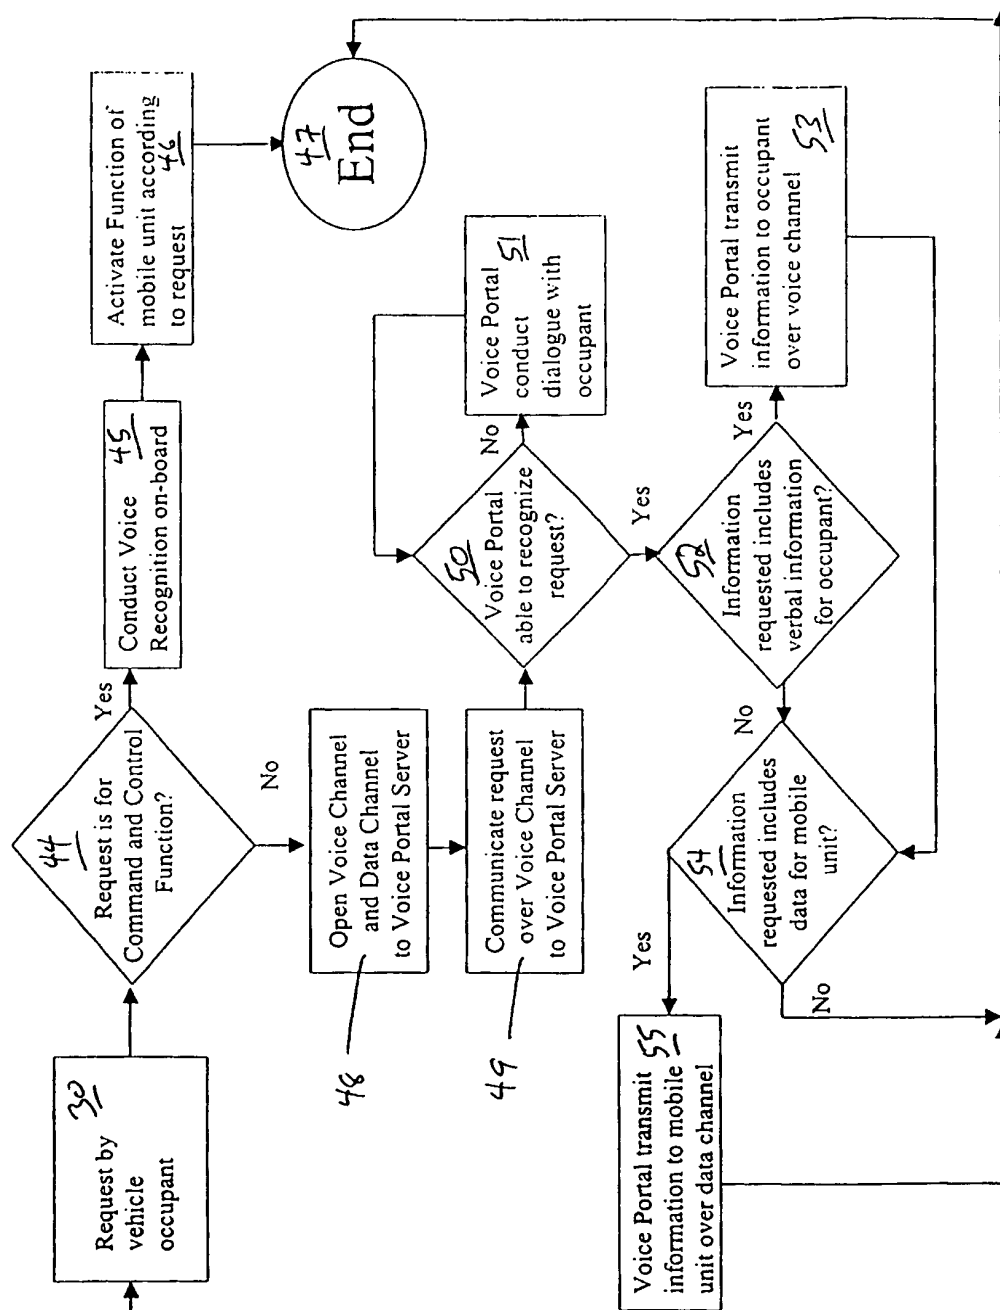 30
Request by
vehicle
occupant
44
Request is for
Command and Control
Function?
Yes
No
Conduct Voice 45
Recognition on-board
Activate Function of
mobile unit according
to request 46
47
End
Open Voice Channel
and Data Channel
to Voice Portal Server
48
Communicate request
over Voice Channel
to Voice Portal Server
49
50
Voice Portal
able to recognize
request?
No
Yes
Voice Portal
conduct 51
dialogue with
occupant
52
Information
requested includes
verbal information
for occupant?
Yes
No
Voice Portal transmit
information to occupant
over voice channel
53
54
Information
requested includes
data for mobile
unit?
Yes
No
Voice Portal transmit 55
information to mobile
unit over data channel